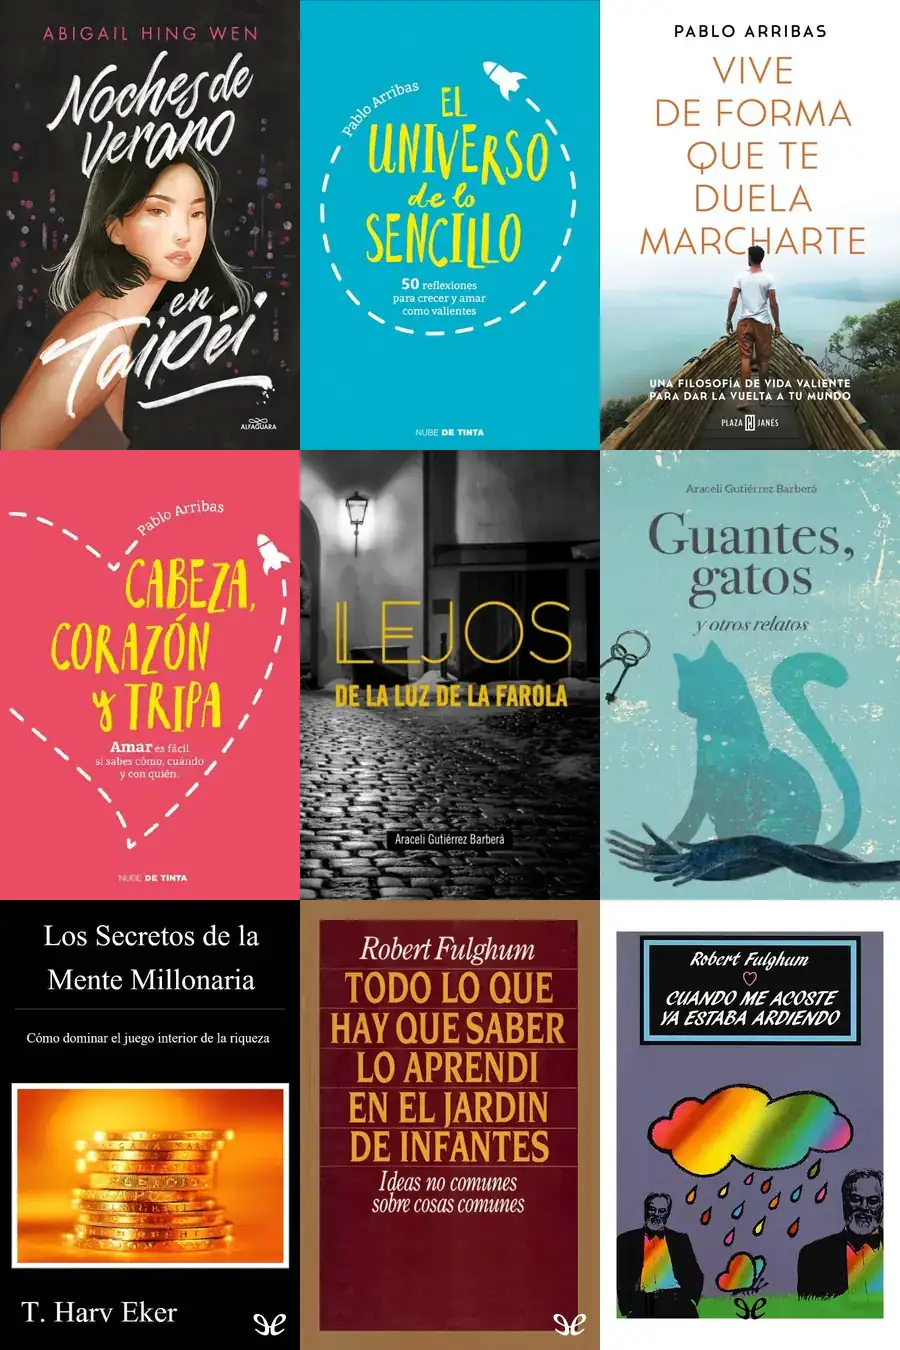 ABIGAIL HING WEN
Noches de
Verano
en
Taipéi
ALFAGUARA
Pablo Arribas
EL
UNIVERSO
de lo
SENCILLO
50 reflexiones
para crecer y amar
como valientes
NUBE DE TINTA
PABLO ARRIBAS
VIVE
DE FORMA
QUE TE
DUELA
MARCHARTE
UNA FILOSOFÍA DE VIDA VALIENTE
PARA DAR LA VUELTA A TU MUNDO
PLAZA JANÉS
Pablo Arribas
CABEZA,
CORAZÓN
y TRIPA
Amar es fácil
si sabes cómo, cuándo
y con quién.
NUBE DE TINTA
LEJOS
DE LA LUZ DE LA FAROLA
Araceli Gutiérrez Barberá
Araceli Gutiérrez Barberá
Guantes,
gatos
y otros relatos
Los Secretos de la
Mente Millonaria
Cómo dominar el juego interior de la riqueza
T. Harv Eker
Robert Fulghum
TODO LO QUE
HAY QUE SABER
LO APRENDI
EN EL JARDIN
DE INFANTES
Ideas no comunes
sobre cosas comunes
Robert Fulghum
CUANDO ME ACOSTE
YA ESTABA ARDIENDO